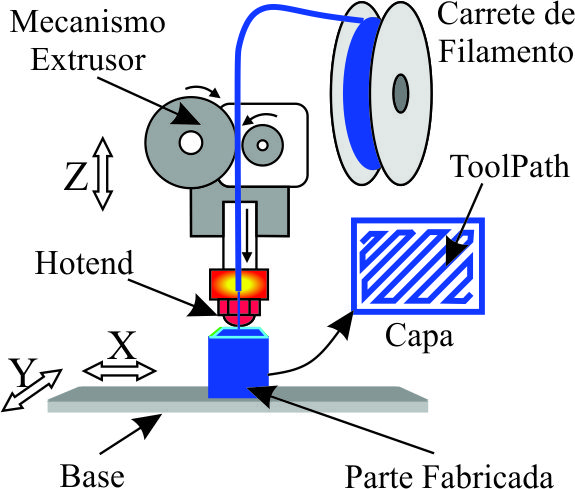 Mecanismo
Extrusor
Carrete de
Filamento
ToolPath
Z
Hotend
Capa
X
Y
Base
Parte Fabricada